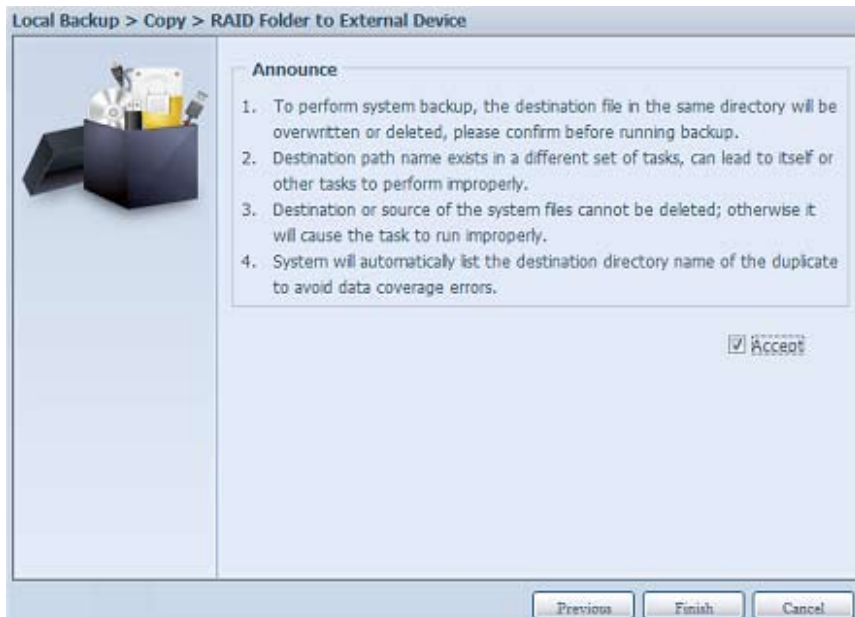 Local Backup > Copy > RAID Folder to External Device
Announce
1. To perform system backup, the destination file in the same directory will be
overwritten or deleted, please confirm before running backup.
2. Destination path name exists in a different set of tasks, can lead to itself or
other tasks to perform improperly.
3. Destination or source of the system files cannot be deleted; otherwise it
will cause the task to run improperly.
4. System will automatically list the destination directory name of the duplicate
to avoid data coverage errors.
Accept
Previous Finish Cancel